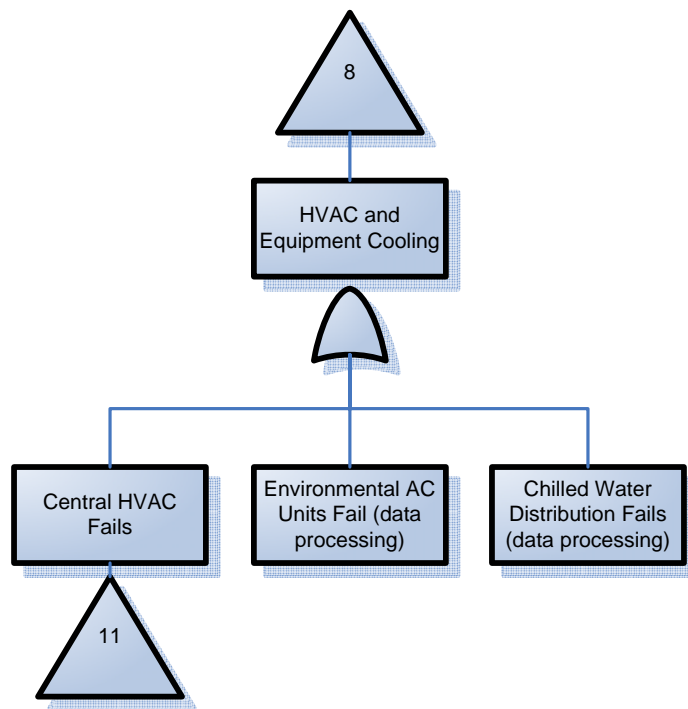 8
HVAC and
Equipment Cooling
Central HVAC
Fails
Environmental AC
Units Fail (data
processing)
Chilled Water
Distribution Fails
(data processing)
11